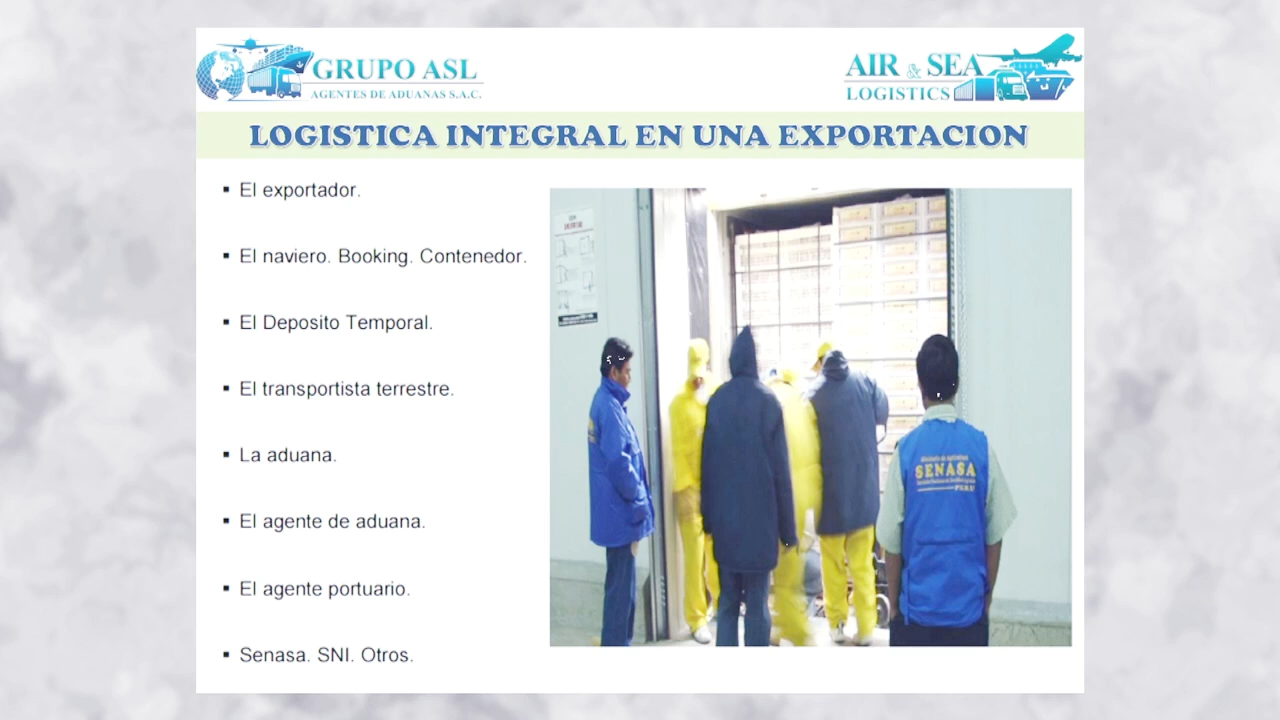 GRUPO ASL
AGENTES DE ADUANAS S.A.C.
AIR & SEA
LOGISTICS
LOGISTICA INTEGRAL EN UNA EXPORTACION
▪ El exportador.
▪ El naviero. Booking. Contenedor.
▪ El Deposito Temporal.
▪ El transportista terrestre.
▪ La aduana.
▪ El agente de aduana.
▪ El agente portuario.
▪ Senasa. SNI. Otros.
SENASA
PERU